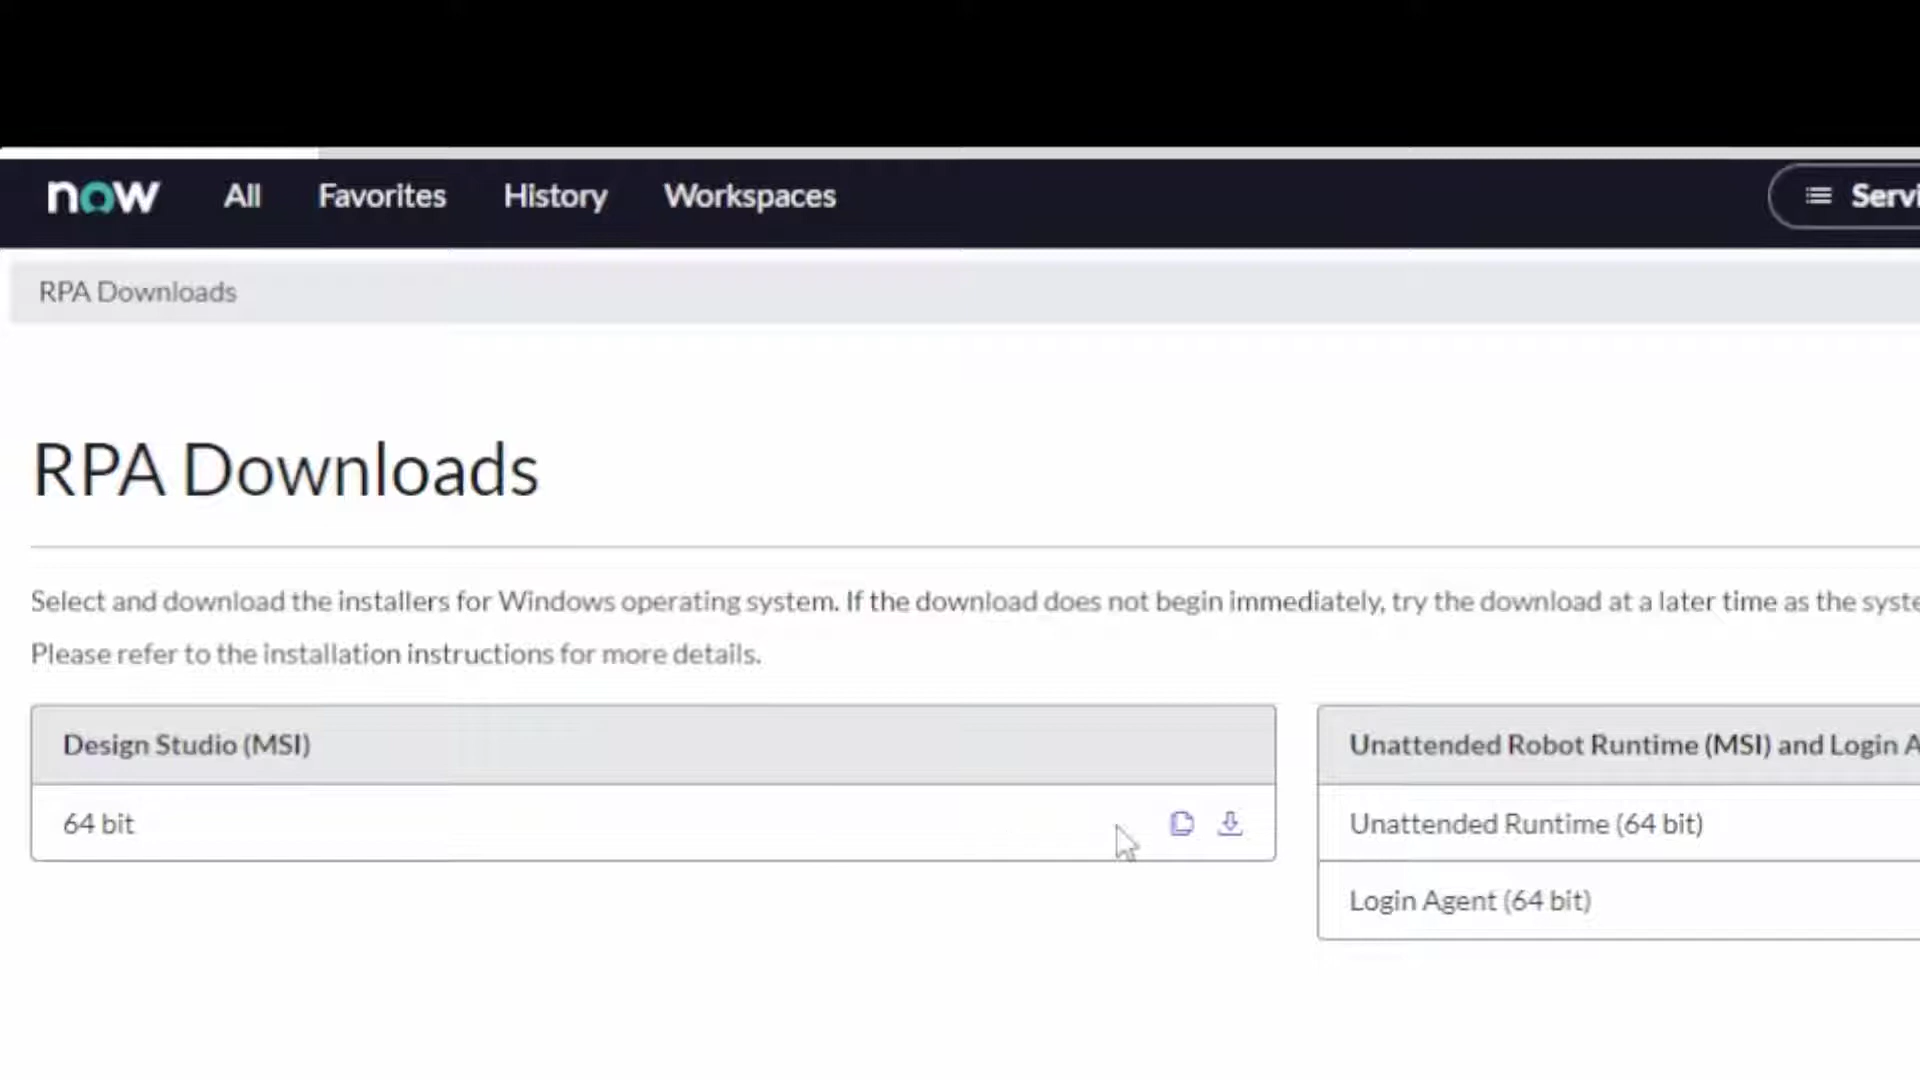 now All Favorites History Workspaces Servi
RPA Downloads
RPA Downloads
Select and download the installers for Windows operating system. If the download does not begin immediately, try the download at a later time as the syste
Please refer to the installation instructions for more details.
Design Studio (MSI)
64 bit
Unattended Robot Runtime (MSI) and Login A
Unattended Runtime (64 bit)
Login Agent (64 bit)